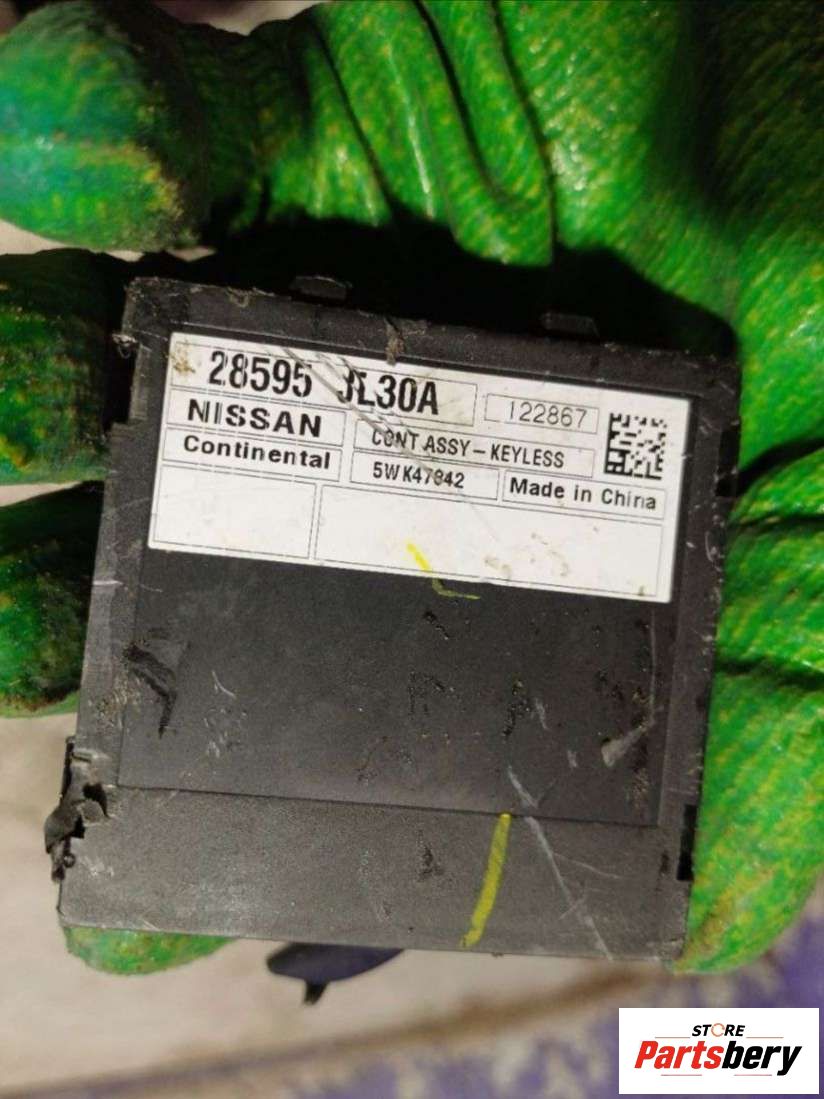 28595 JL30A 122867
NISSAN CONT ASSY-KEYLESS
Continental 5WK47842 Made in China
STORE
Partsbery